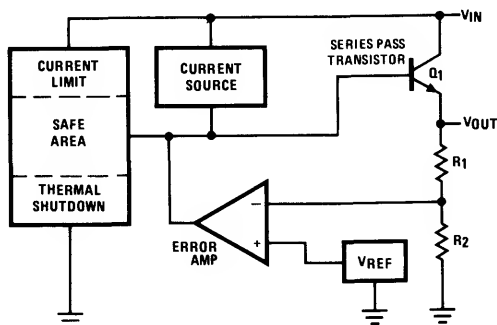 VIN
SERIES PASS
TRANSISTOR
Q1
CURRENT
LIMIT
SAFE
AREA
THERMAL
SHUTDOWN
CURRENT
SOURCE
VOUT
R1
−
+
ERROR
AMP
VREF
R2